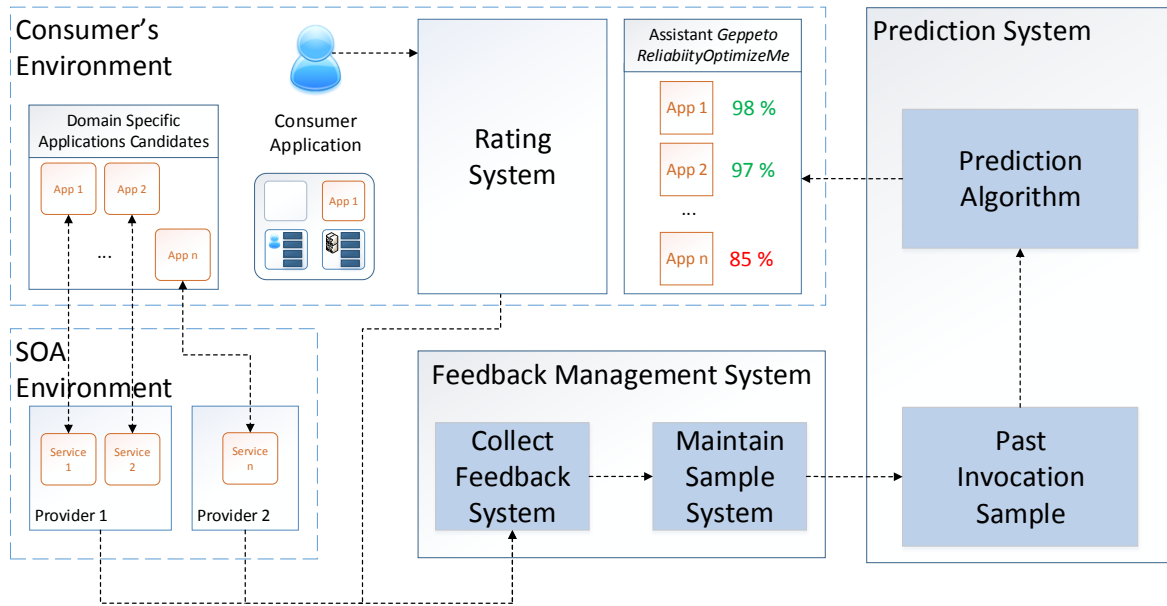 Consumer's
Environment
Domain Specific
Applications Candidates
App 1
App 2
...
App n
Consumer
Application
App 1
Rating
System
Assistant Geppeto
ReliabiityOptimizeMe
App 1
98 %
App 2
97 %
...
App n
85 %
Prediction System
Prediction
Algorithm
Past
Invocation
Sample
SOA
Environment
Service
1
Service
2
Provider 1
Service
n
Provider 2
Feedback Management System
Collect
Feedback
System
Maintain
Sample
System